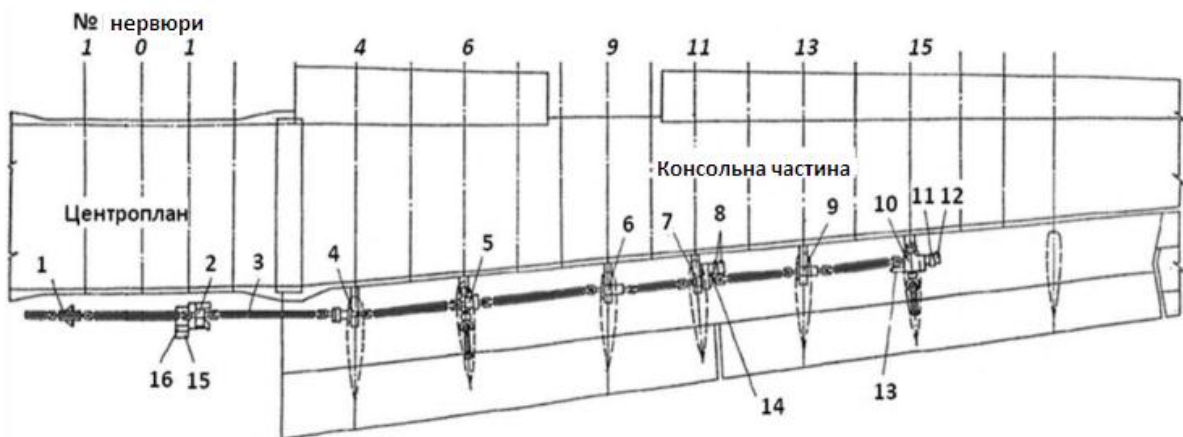 № нервюри
1 0 1 4 6 9 11 13 15
Консольна частина
Центроплан
1 2 3 4 5 6 7 8 9 10 11 12
16 15 14 13